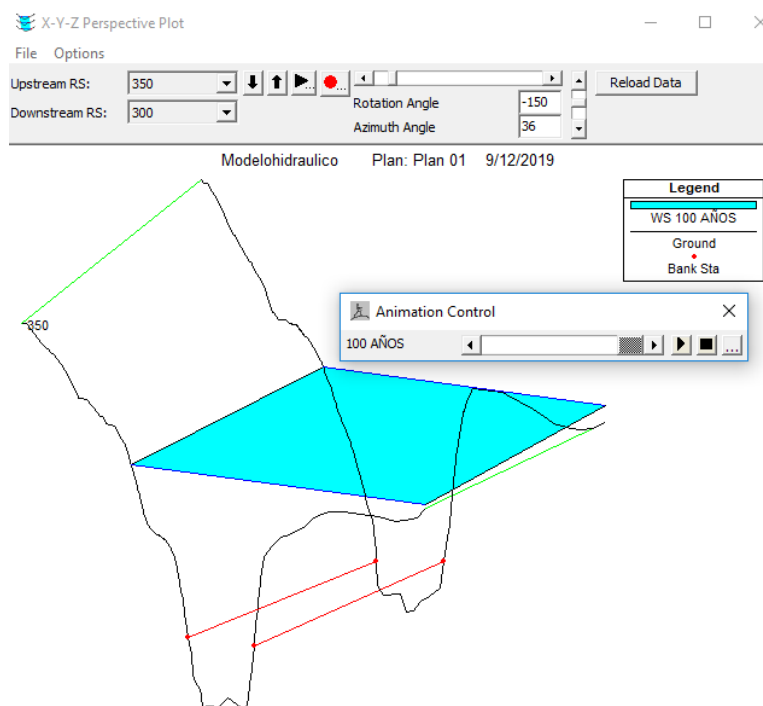 X-Y-Z Perspective Plot
File Options
Upstream RS: 350
Downstream RS: 300
Rotation Angle -150
Azimuth Angle 36
Reload Data
Modelohidraulico Plan: Plan 01 9/12/2019
Legend
WS 100 AÑOS
Ground
Bank Sta
350
Animation Control
100 AÑOS